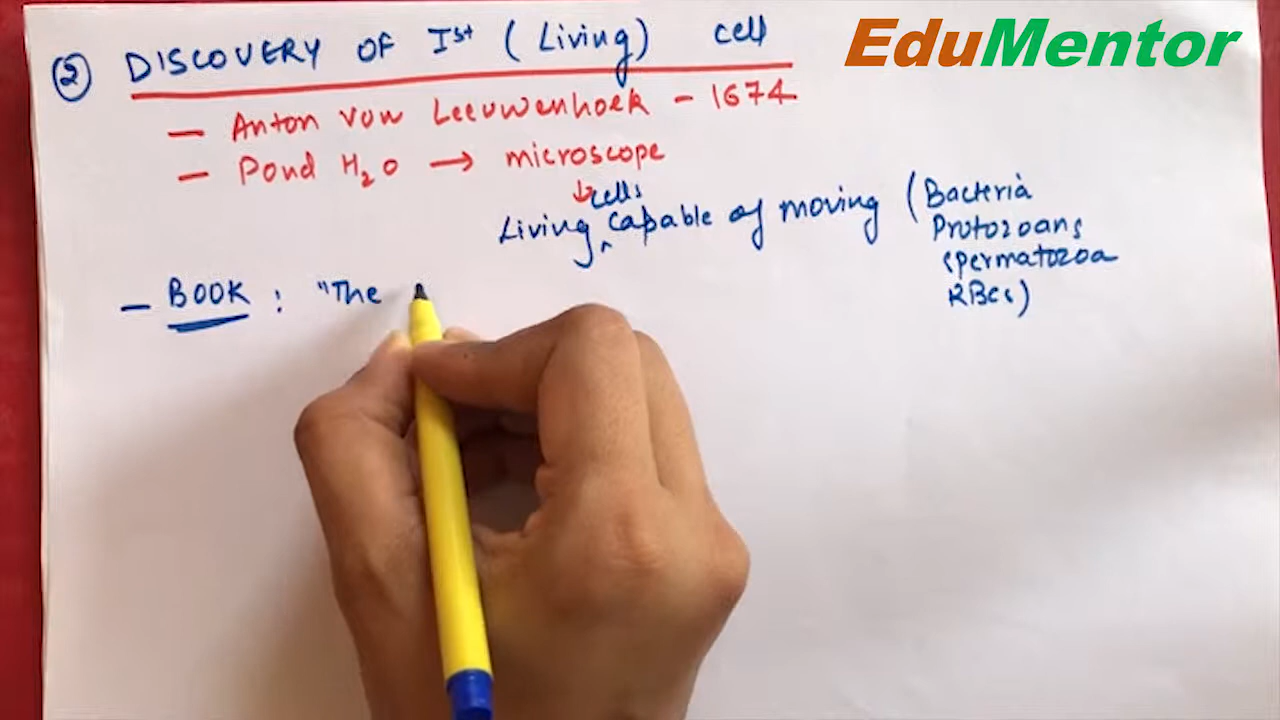 EduMentor
② DISCOVERY OF Ist (Living) cell
— Anton von Leeuwenhoek - 1674
— Pond H₂O → microscope
↓ cells
Living ^ capable of moving (Bacteria
Protozoans
spermatozoa
RBCs)
— BOOK : "The